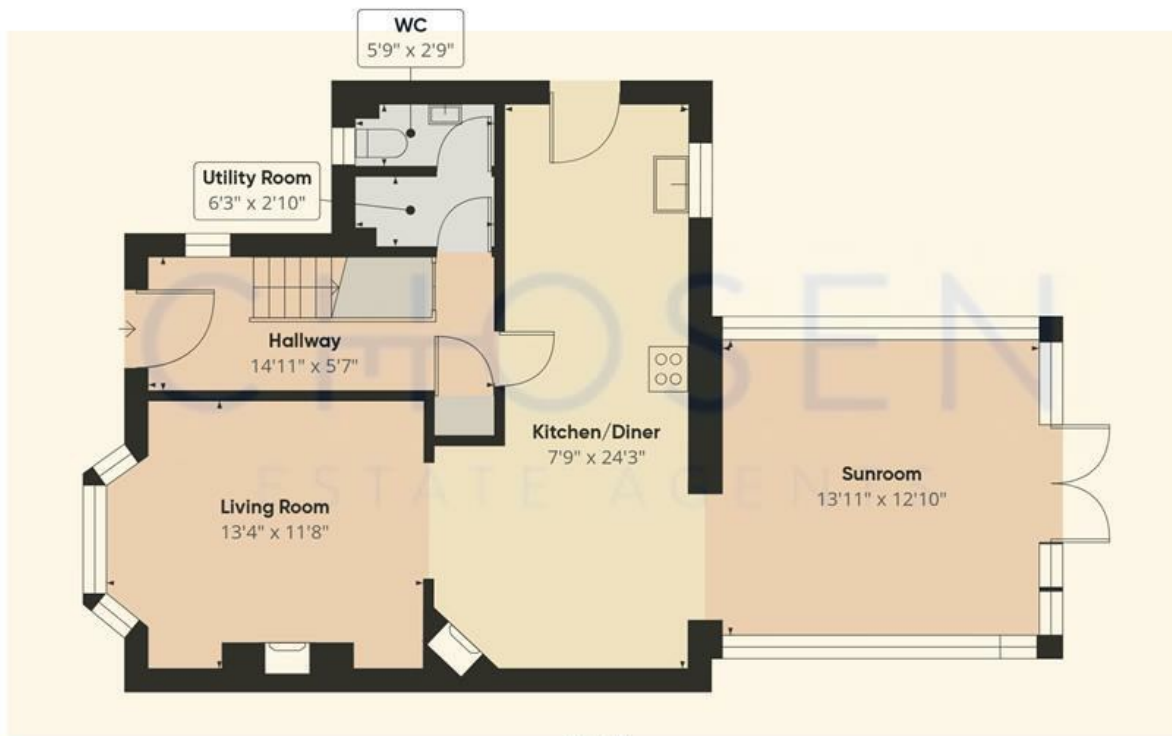 WC
5'9" x 2'9"
Utility Room
6'3" x 2'10"
Hallway
14'11" x 5'7"
Kitchen/Diner
7'9" x 24'3"
Living Room
13'4" x 11'8"
Sunroom
13'11" x 12'10"
CHOSEN
ESTATE AGENTS